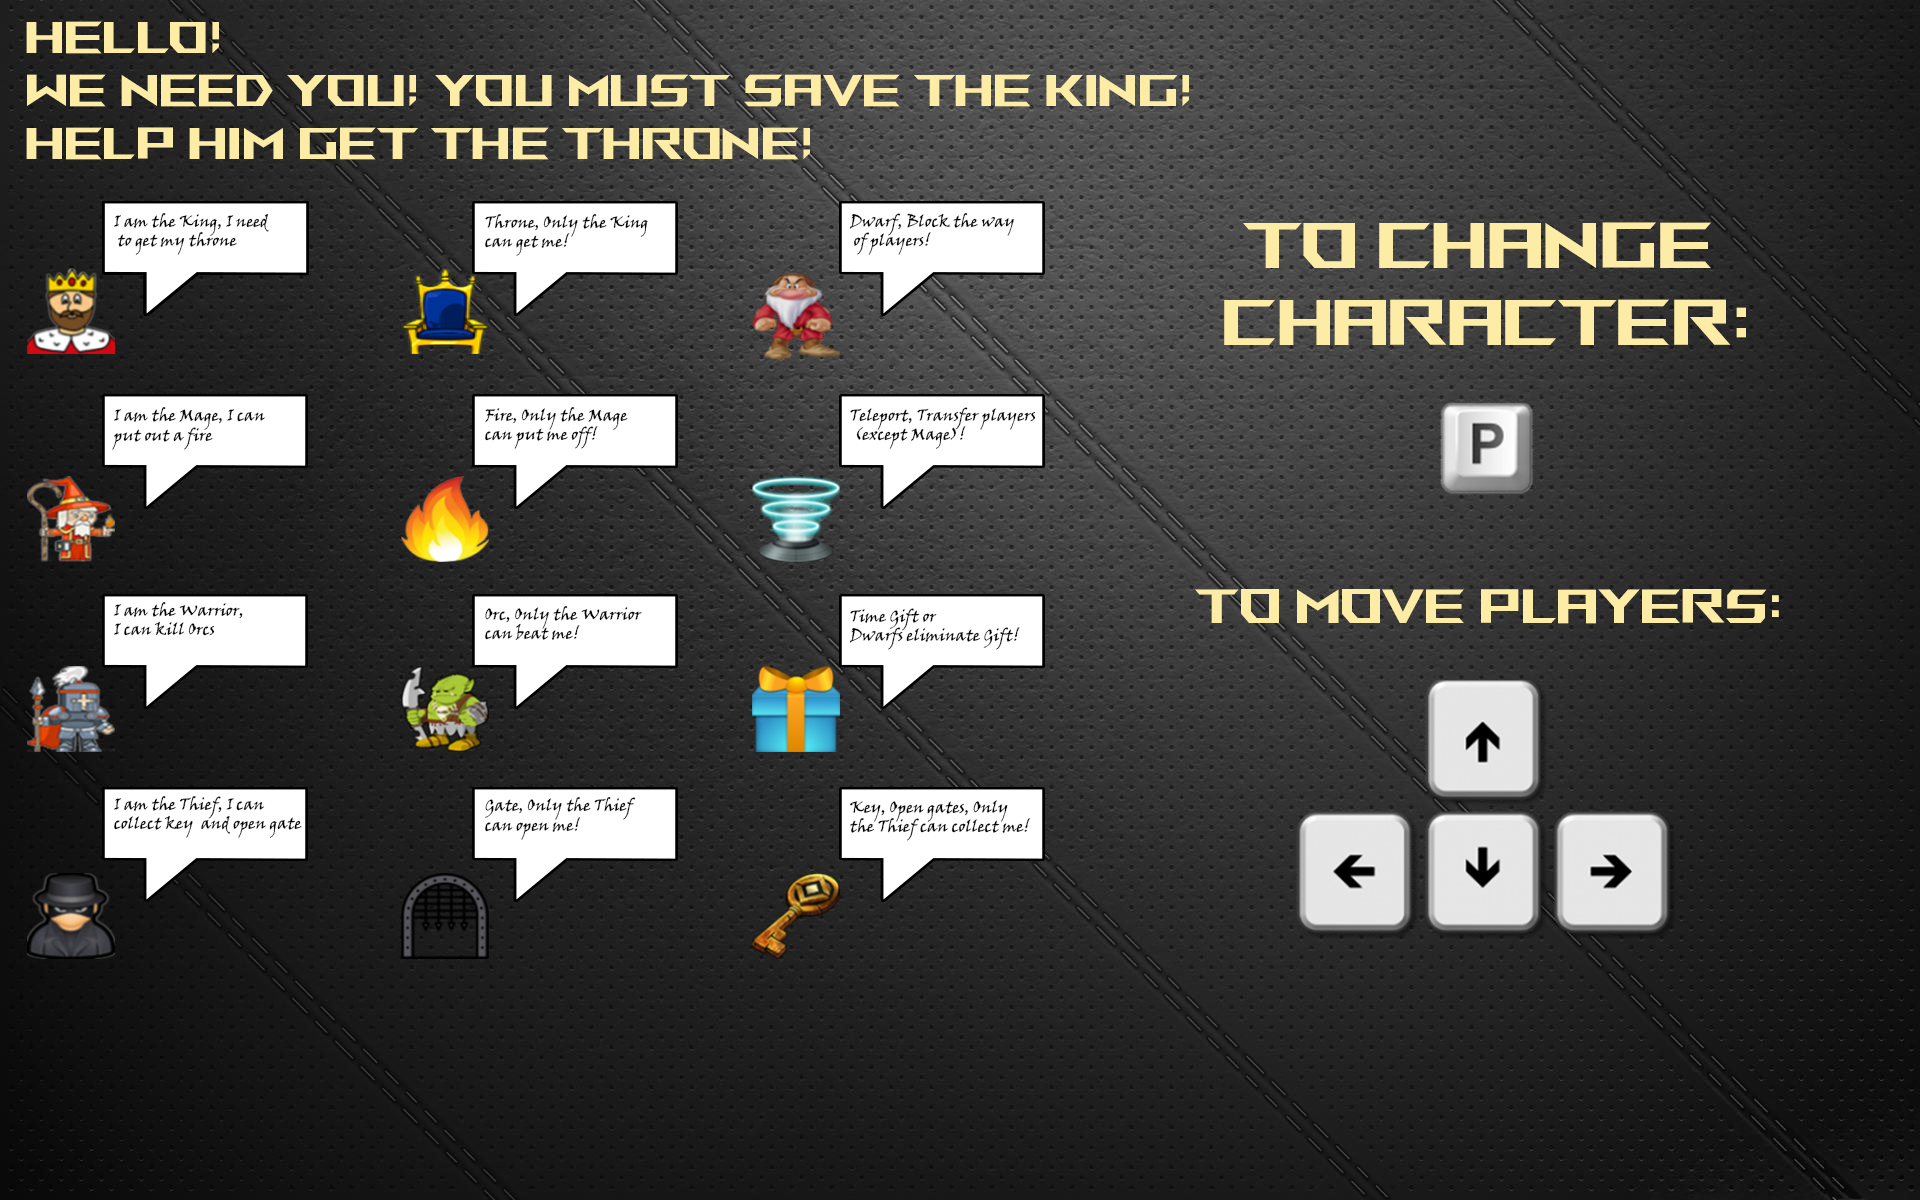 HELLO!
WE NEED YOU! YOU MUST SAVE THE KING!
HELP HIM GET THE THRONE!
I am the King, I need
to get my throne
Throne, Only the King
can get me!
Dwarf, Block the way
of players!
I am the Mage, I can
put out a fire
Fire, Only the Mage
can put me off!
Teleport, Transfer players
(except Mage)!
I am the Warrior,
I can kill Orcs
Orc, Only the Warrior
can beat me!
Time Gift or
Dwarfs eliminate Gift!
I am the Thief, I can
collect key and open gate
Gate, Only the Thief
can open me!
Key, Open gates, Only
the Thief can collect me!
TO CHANGE
CHARACTER:
P
TO MOVE PLAYERS:
↑
← ↓ →